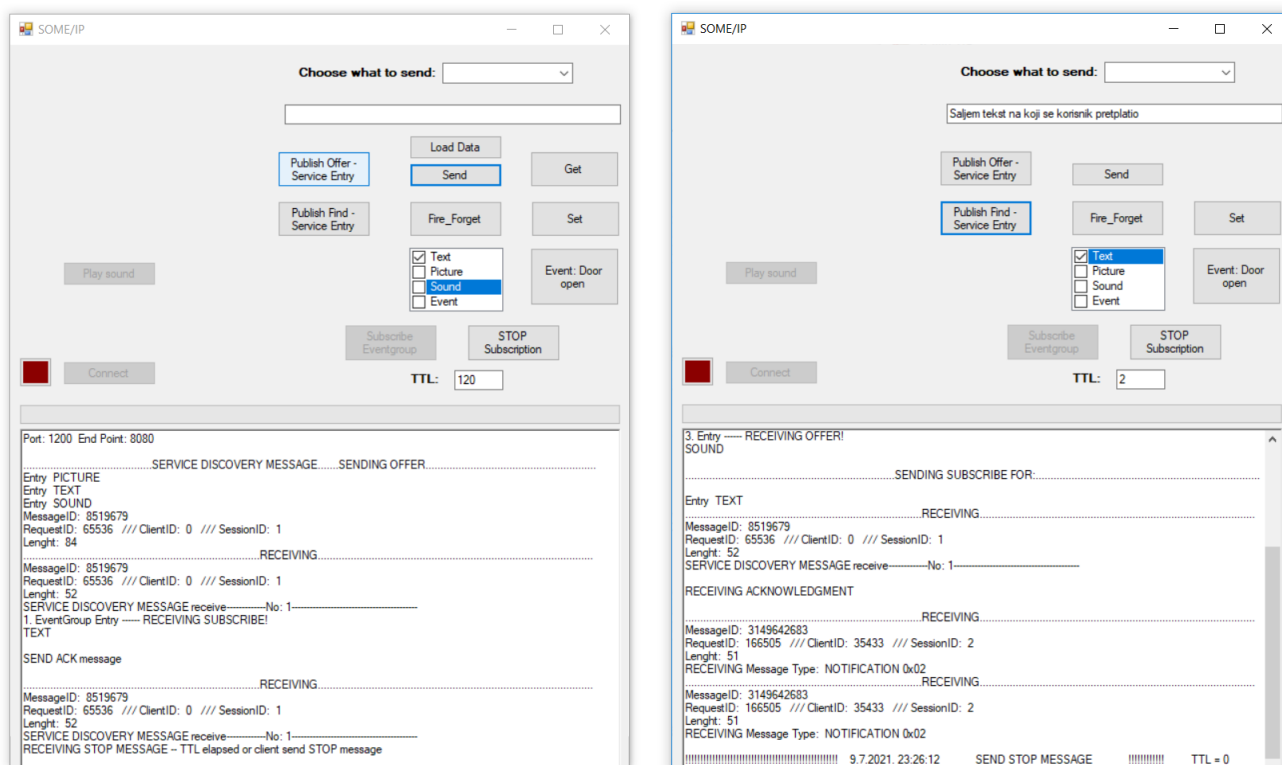 SOME/IP
Choose what to send:
Load Data
Publish Offer -
Service Entry
Send
Get
Publish Find -
Service Entry
Fire_Forget
Set
Text
Picture
Sound
Event
Play sound
Event: Door
open
Subscribe
Eventgroup
STOP
Subscription
Connect
TTL: 120
Port: 1200 End Point: 8080
............SERVICE DISCOVERY MESSAGE.......SENDING OFFER............
Entry PICTURE
Entry TEXT
Entry SOUND
MessageID: 8519679
RequestID: 65536 /// ClientID: 0 /// SessionID: 1
Lenght: 84
............RECEIVING............
MessageID: 8519679
RequestID: 65536 /// ClientID: 0 /// SessionID: 1
Lenght: 52
SERVICE DISCOVERY MESSAGE receive-------------No: 1------------------------------------------
1. EventGroup Entry ------ RECEIVING SUBSCRIBE!
TEXT
SEND ACK message
............RECEIVING............
MessageID: 8519679
RequestID: 65536 /// ClientID: 0 /// SessionID: 1
Lenght: 52
SERVICE DISCOVERY MESSAGE receive-------------No: 1------------------------------------------
RECEIVING STOP MESSAGE -- TTL elapsed or client send STOP message
SOME/IP
Choose what to send:
Saljem tekst na koji se korisnik pretplatio
Publish Offer -
Service Entry
Send
Publish Find -
Service Entry
Fire_Forget
Set
Text
Picture
Sound
Event
Play sound
Event: Door
open
Subscribe
Eventgroup
STOP
Subscription
Connect
TTL: 2
3. Entry ------ RECEIVING OFFER!
SOUND
............SENDING SUBSCRIBE FOR:............
Entry TEXT
............RECEIVING............
MessageID: 8519679
RequestID: 65536 /// ClientID: 0 /// SessionID: 1
Lenght: 52
SERVICE DISCOVERY MESSAGE receive-------------No: 1------------------------------------------
RECEIVING ACKNOWLEDGMENT
............RECEIVING............
MessageID: 3149642683
RequestID: 166505 /// ClientID: 35433 /// SessionID: 2
Lenght: 51
RECEIVING Message Type: NOTIFICATION 0x02
............RECEIVING............
MessageID: 3149642683
RequestID: 166505 /// ClientID: 35433 /// SessionID: 2
Lenght: 51
RECEIVING Message Type: NOTIFICATION 0x02
!!!!!!!!!!!!!!!!!!!!!!!!!!!!!!!!!!!!!!!!!!!!!!!!!!! 9.7.2021. 23:26:12 SEND STOP MESSAGE !!!!!!!!!!!! TTL = 0